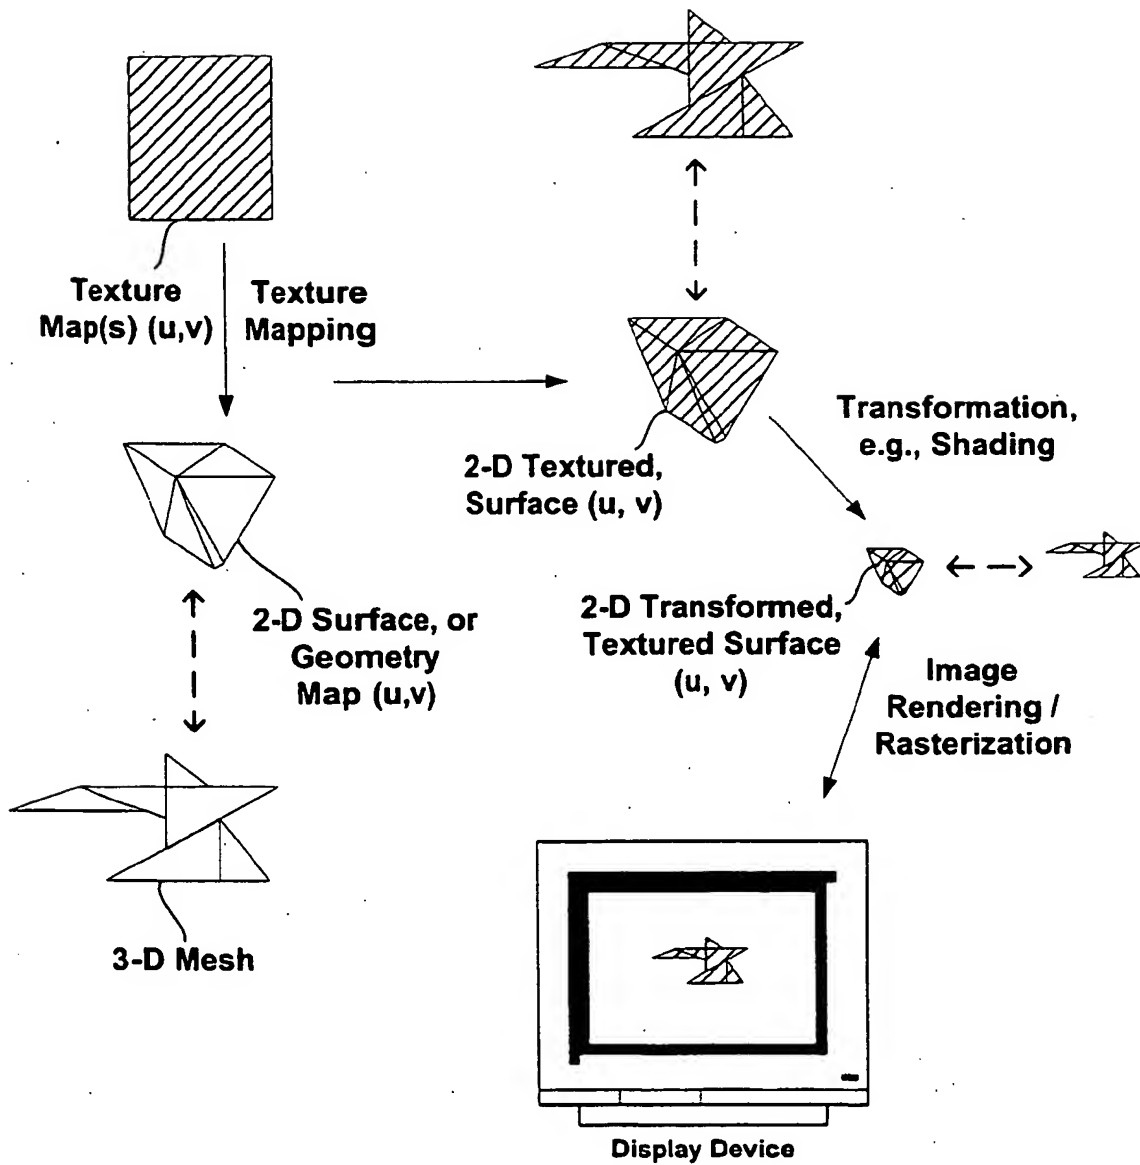 Texture
Map(s) (u,v)
Texture
Mapping
2-D Textured,
Surface (u, v)
Transformation,
e.g., Shading
2-D Surface, or
Geometry
Map (u,v)
2-D Transformed,
Textured Surface
(u, v)
Image
Rendering /
Rasterization
3-D Mesh
Display Device